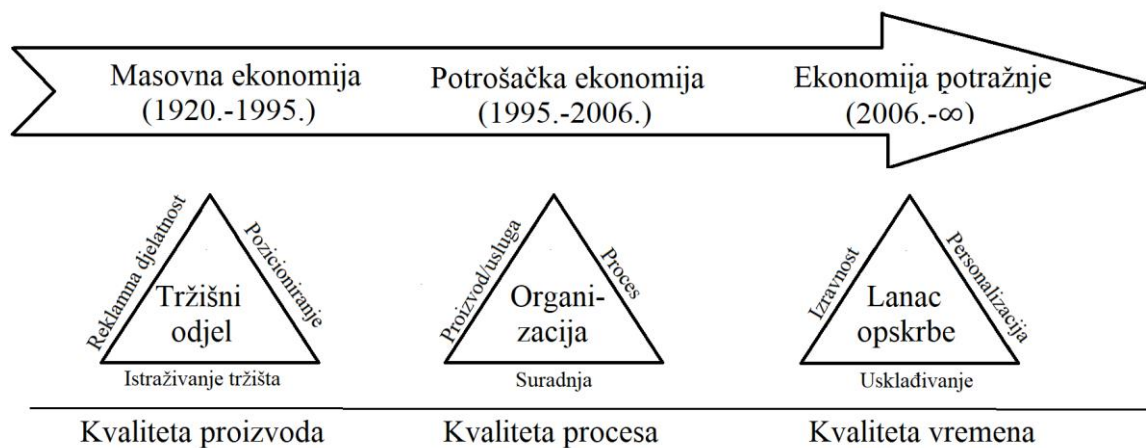 Masovna ekonomija
(1920.-1995.)
Potrošačka ekonomija
(1995.-2006.)
Ekonomija potražnje
(2006.-∞)
Reklamna djelatnost
Pozicioniranje
Tržišni
odjel
Istraživanje tržišta
Proizvod/usluga
Proces
Organi-
zacija
Suradnja
Izravnost
Personalizacija
Lanac
opskrbe
Usklađivanje
Kvaliteta proizvoda
Kvaliteta procesa
Kvaliteta vremena